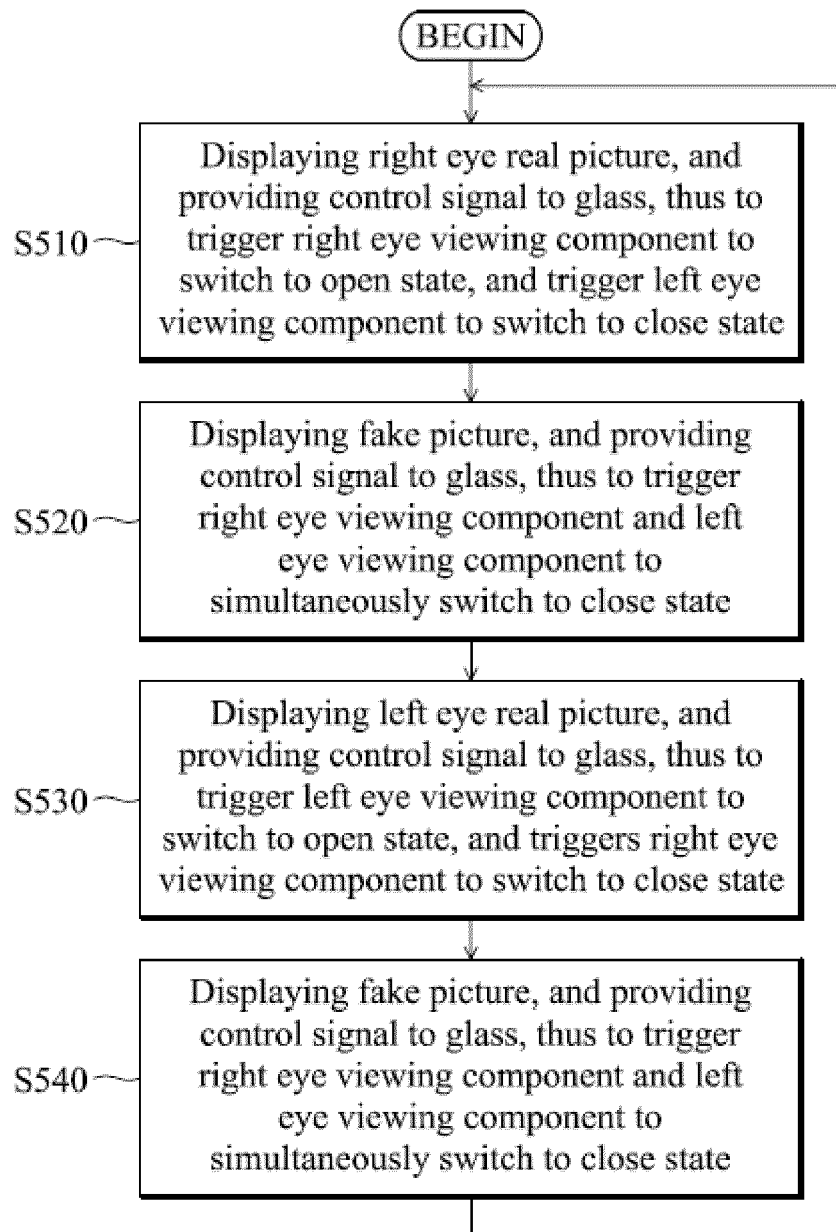 BEGIN
Displaying right eye real picture, and
providing control signal to glass, thus to
trigger right eye viewing component to
switch to open state, and trigger left eye
viewing component to switch to close state
S510
Displaying fake picture, and providing
control signal to glass, thus to trigger
right eye viewing component and left
eye viewing component to
simultaneously switch to close state
S520
Displaying left eye real picture, and
providing control signal to glass, thus to
trigger left eye viewing component to
switch to open state, and triggers right eye
viewing component to switch to close state
S530
Displaying fake picture, and providing
control signal to glass, thus to trigger
right eye viewing component and left
eye viewing component to
simultaneously switch to close state
S540